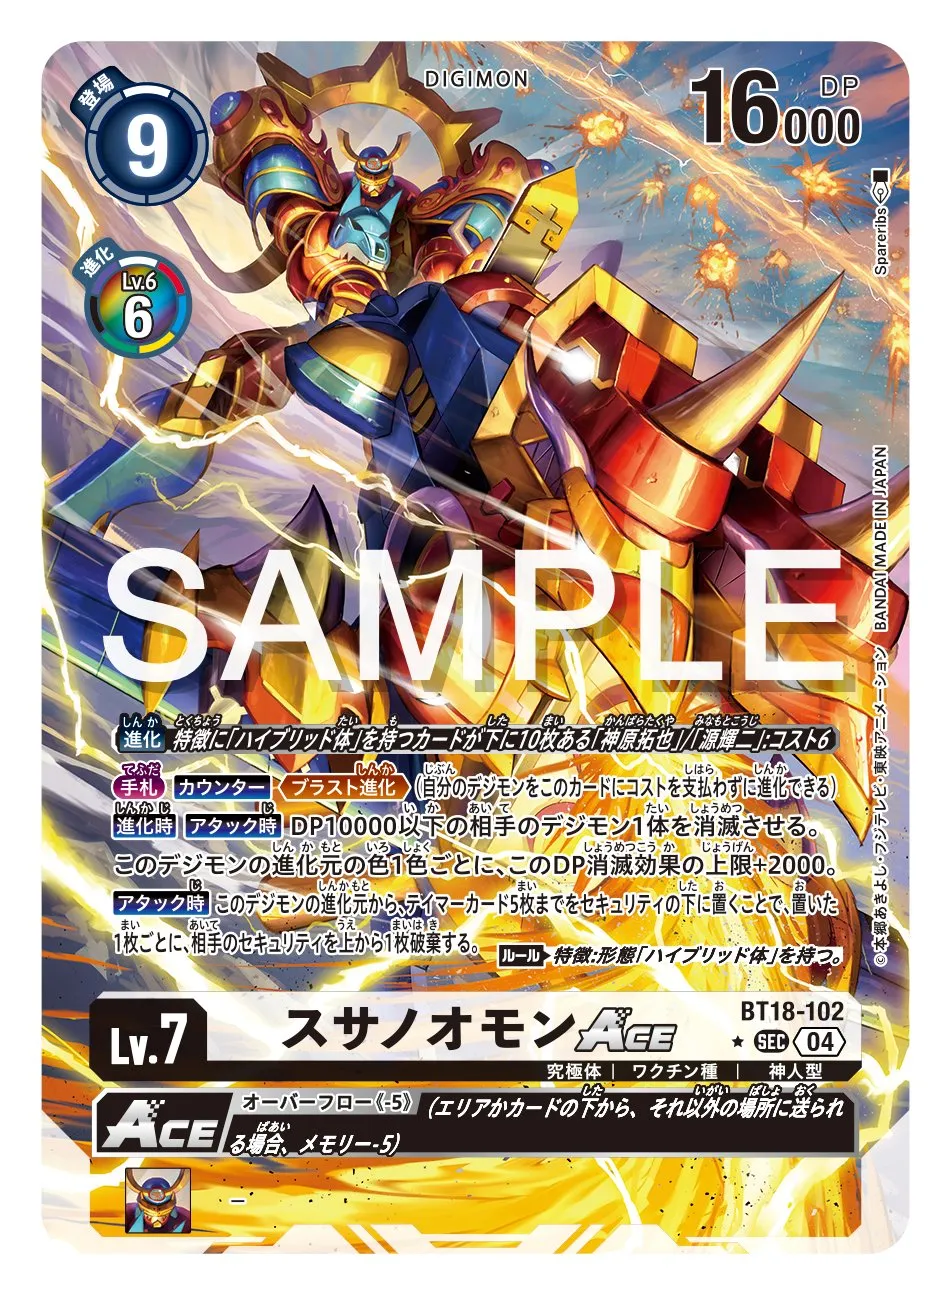 DIGIMON
登場
9
16000
DP
進化
Lv.6
6
Spareribs
SAMPLE
BANDAI MADE IN JAPAN
©本郷あきよし・フジテレビ・東映アニメーション
進化 特徴に「ハイブリッド体」を持つカードが下に10枚ある「神原拓也」/「源輝二」:コスト6
手札 カウンター ブラスト進化 (自分のデジモンをこのカードにコストを支払わずに進化できる)
進化時 アタック時 DP10000以下の相手のデジモン1体を消滅させる。
このデジモンの進化元の色1色ごとに、このDP消滅効果の上限+2000。
アタック時 このデジモンの進化元から、テイマーカード5枚までをセキュリティの下に置くことで、置いた
1枚ごとに、相手のセキュリティを上から1枚破棄する。
ルール 特徴:形態「ハイブリッド体」を持つ。
Lv.7
スサノオモン ACE
BT18-102
SEC 04
究極体 | ワクチン種 | 神人型
ACE オーバーフロー《-5》 (エリアかカードの下から、それ以外の場所に送られ
る場合、メモリー-5)
–